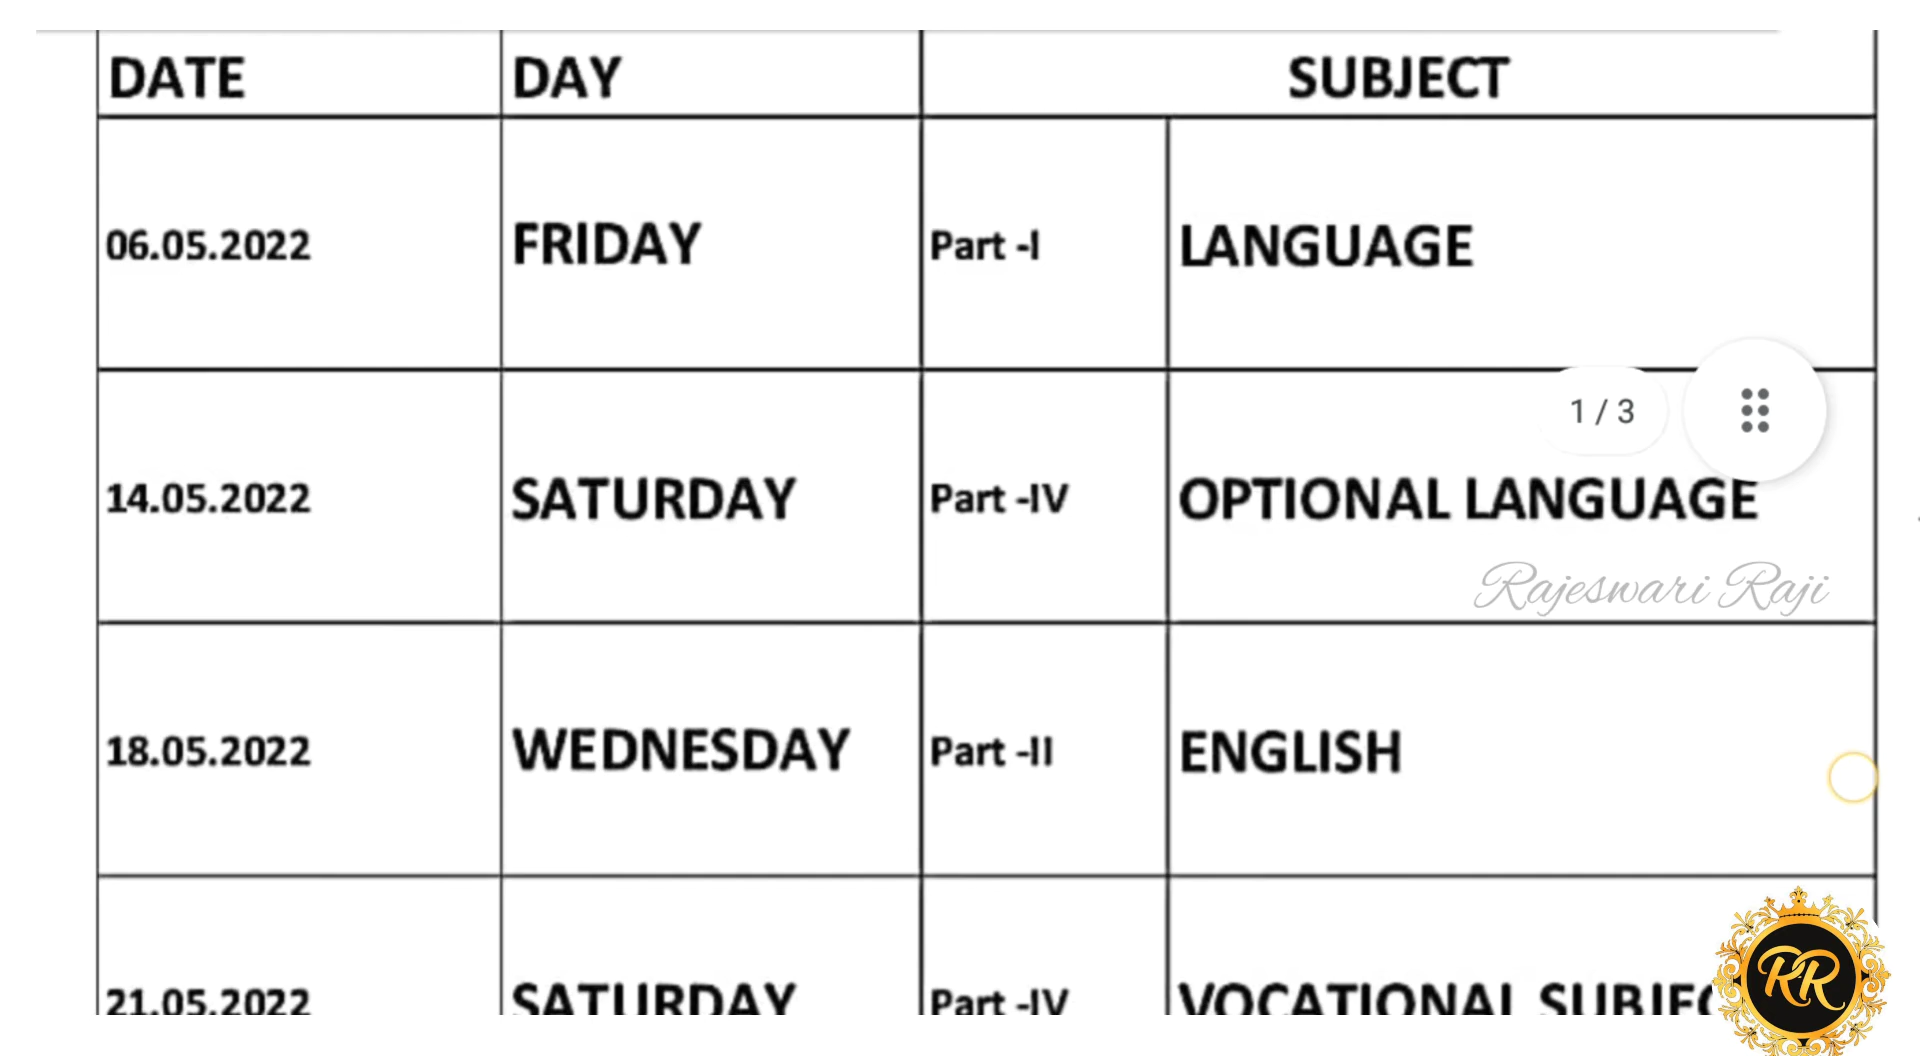 DATE DAY SUBJECT
06.05.2022 FRIDAY Part -I LANGUAGE
1 / 3
14.05.2022 SATURDAY Part -IV OPTIONAL LANGUAGE
Rajeswari Raji
18.05.2022 WEDNESDAY Part -II ENGLISH
21.05.2022 SATURDAY Part -IV VOCATIONAL
RR